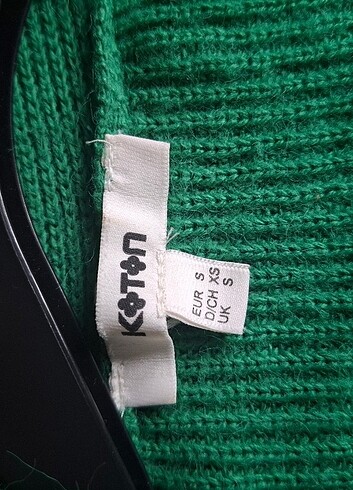 KOTON
EUR S
D/CH XS
UK S